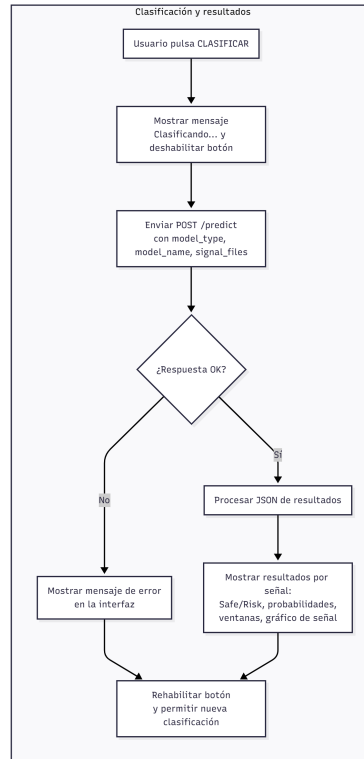 Clasificación y resultados
Usuario pulsa CLASIFICAR
Mostrar mensaje
Clasificando... y
deshabilitar botón
Enviar POST /predict
con model_type,
model_name, signal_files
¿Respuesta OK?
Sí
No
Procesar JSON de resultados
Mostrar mensaje de error
en la interfaz
Mostrar resultados por
señal:
Safe/Risk, probabilidades,
ventanas, gráfico de señal
Rehabilitar botón
y permitir nueva
clasificación